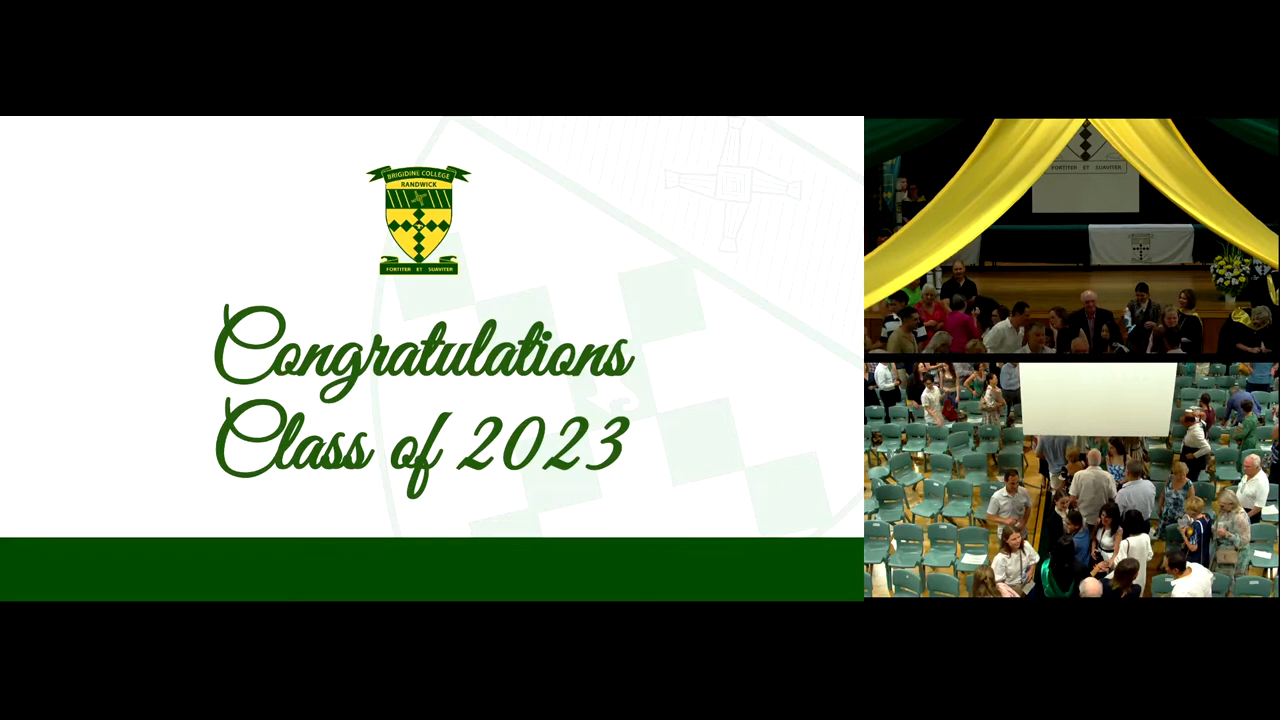 BRIGIDINE COLLEGE
RANDWICK
FORTITER ET SUAVITER
Congratulations
Class of 2023
FORTITER ET SUAVITER